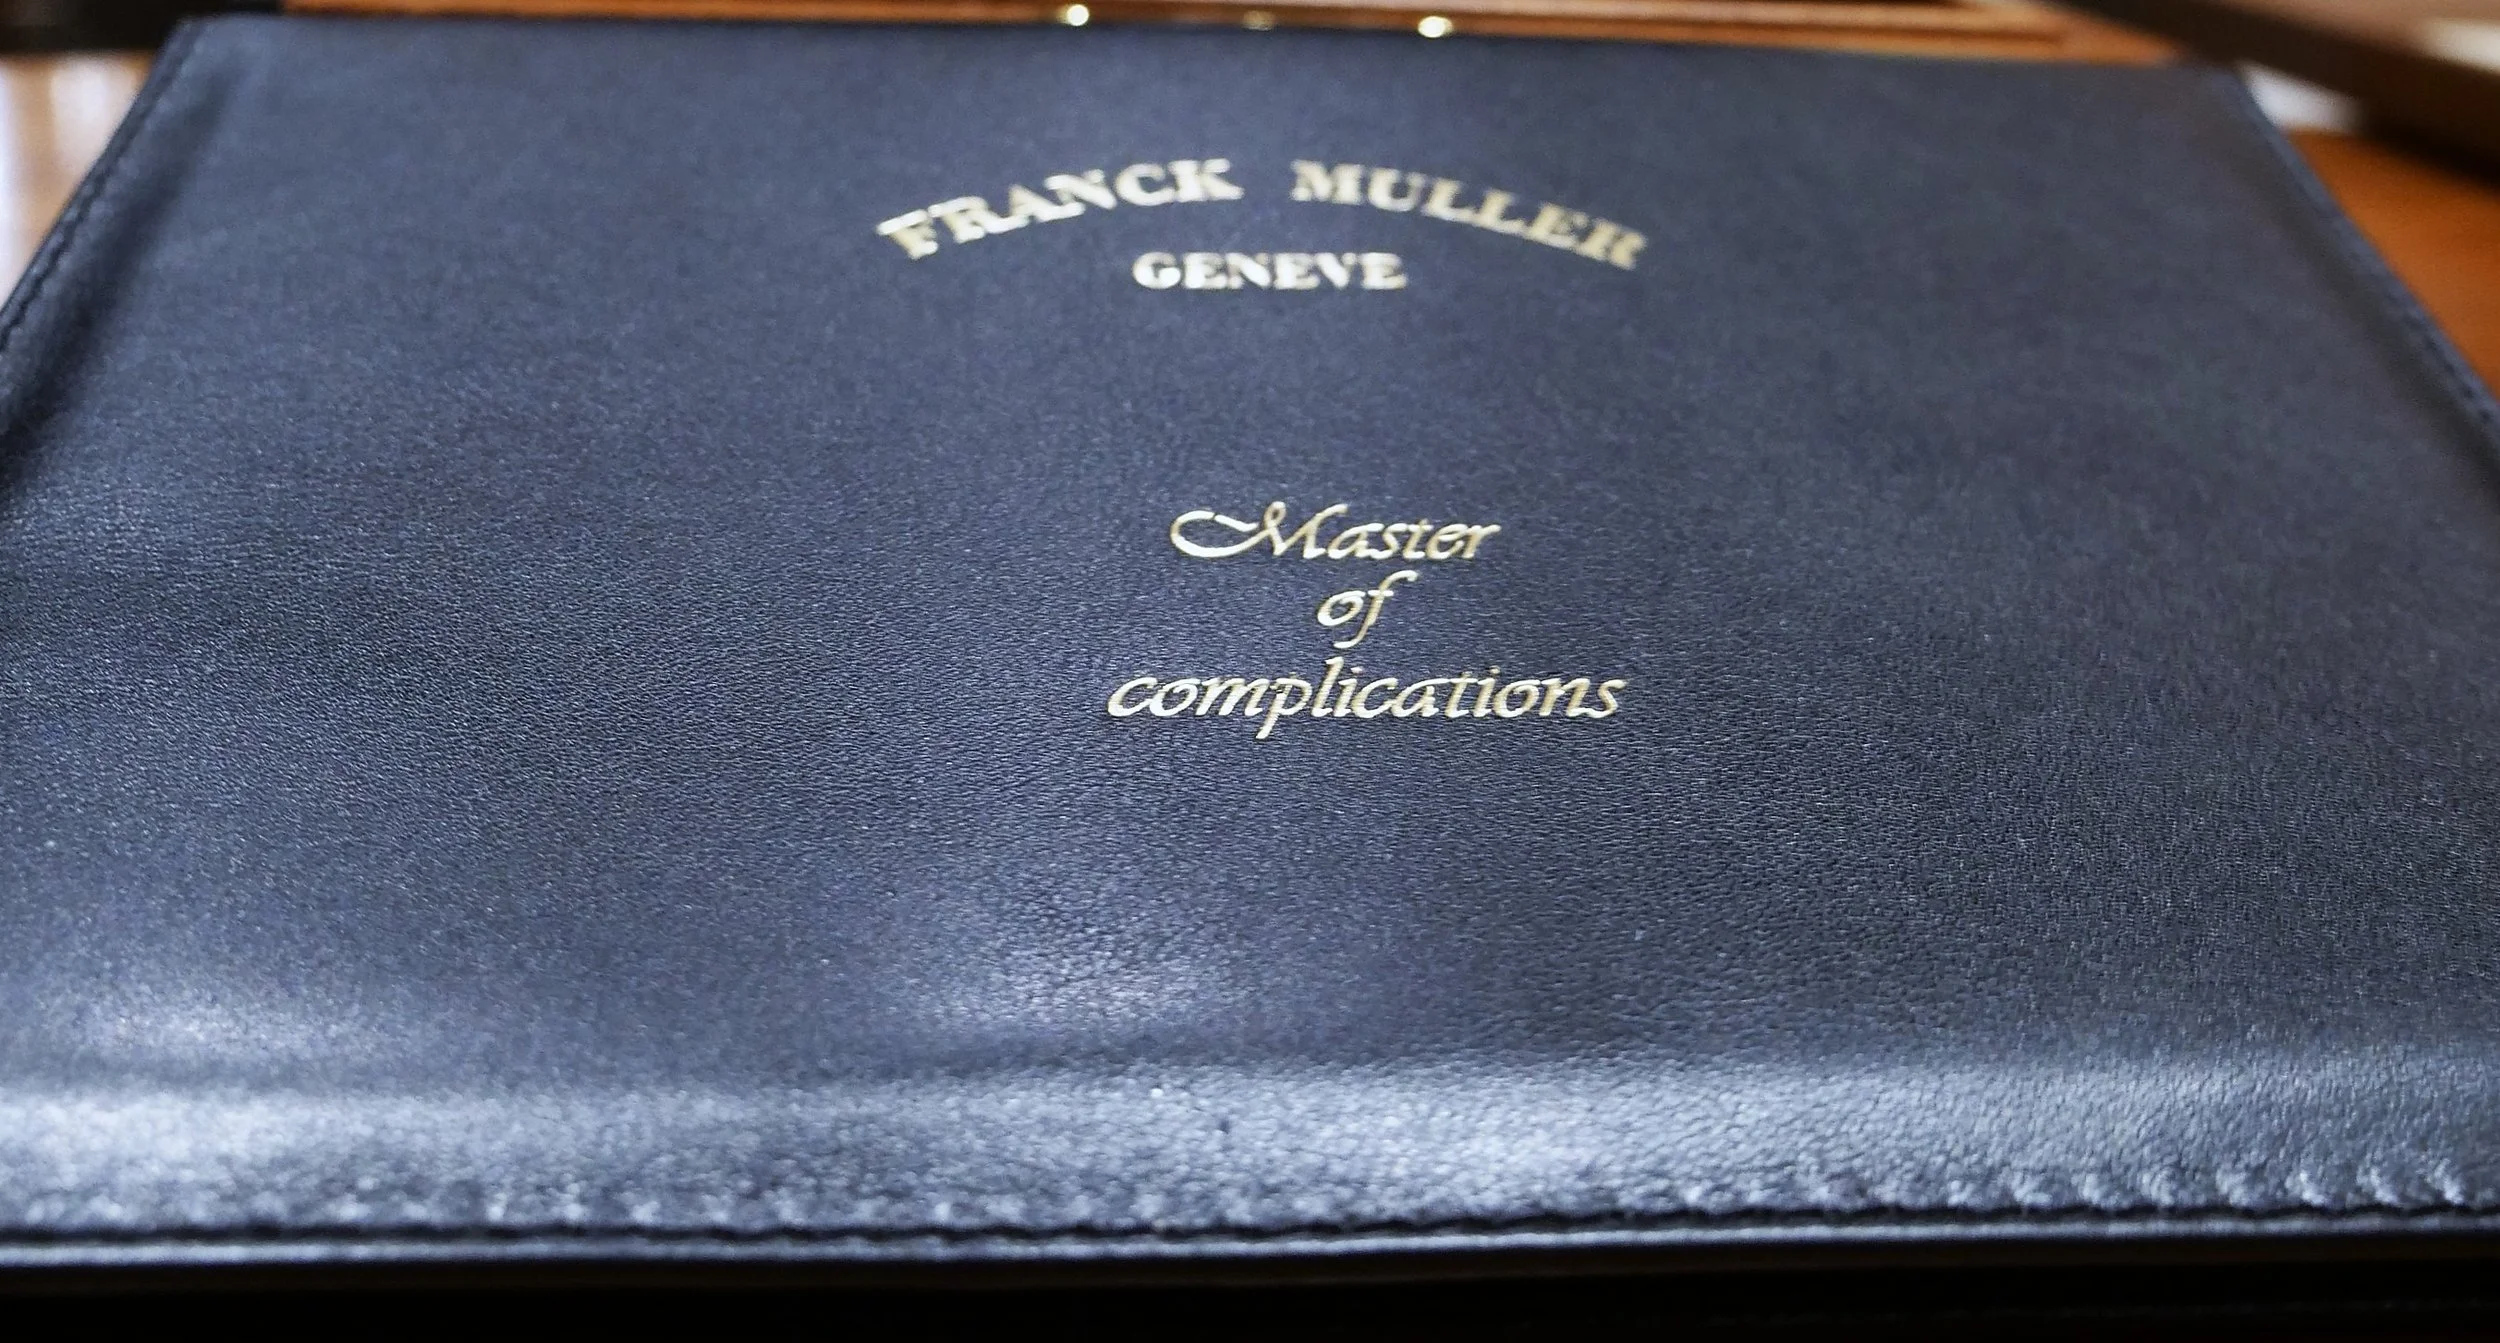 FRANCK MULLER
GENEVE
Master
of
complications